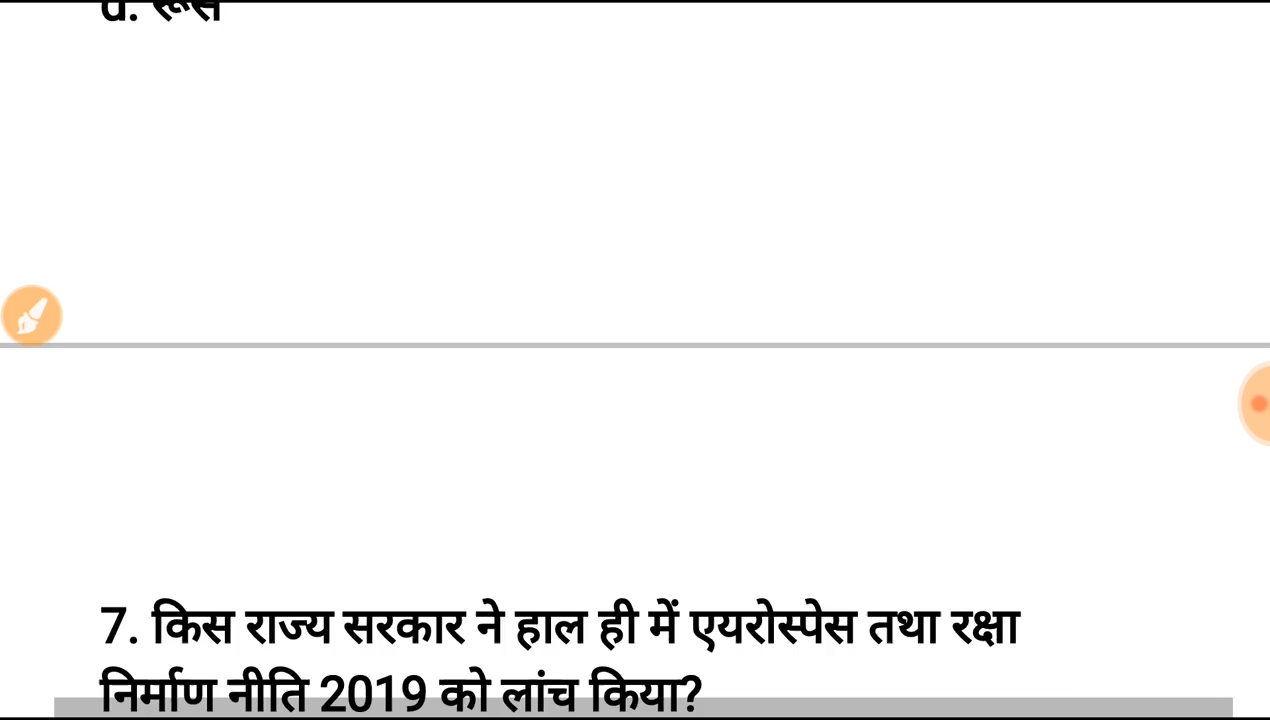 d. रूस
7. किस राज्य सरकार ने हाल ही में एयरोस्पेस तथा रक्षा
निर्माण नीति 2019 को लांच किया?